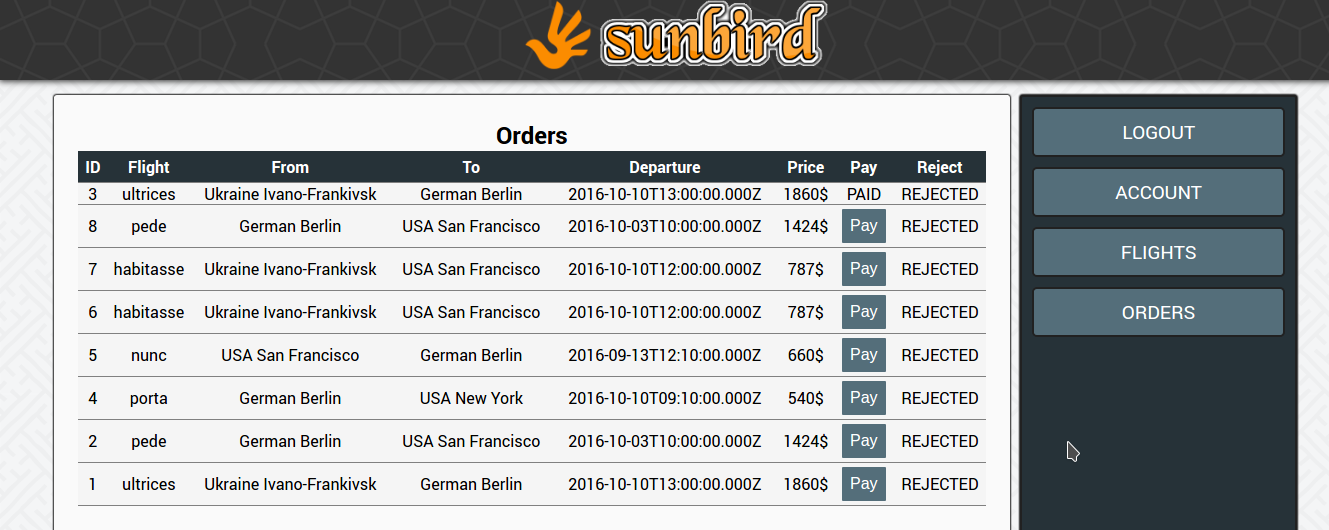 sunbird
Orders
ID Flight From To Departure Price Pay Reject
3 ultrices Ukraine Ivano-Frankivsk German Berlin 2016-10-10T13:00:00.000Z 1860$ PAID REJECTED
8 pede German Berlin USA San Francisco 2016-10-03T10:00:00.000Z 1424$ Pay REJECTED
7 habitasse Ukraine Ivano-Frankivsk USA San Francisco 2016-10-10T12:00:00.000Z 787$ Pay REJECTED
6 habitasse Ukraine Ivano-Frankivsk USA San Francisco 2016-10-10T12:00:00.000Z 787$ Pay REJECTED
5 nunc USA San Francisco German Berlin 2016-09-13T12:10:00.000Z 660$ Pay REJECTED
4 porta German Berlin USA New York 2016-10-10T09:10:00.000Z 540$ Pay REJECTED
2 pede German Berlin USA San Francisco 2016-10-03T10:00:00.000Z 1424$ Pay REJECTED
1 ultrices Ukraine Ivano-Frankivsk German Berlin 2016-10-10T13:00:00.000Z 1860$ Pay REJECTED
LOGOUT
ACCOUNT
FLIGHTS
ORDERS